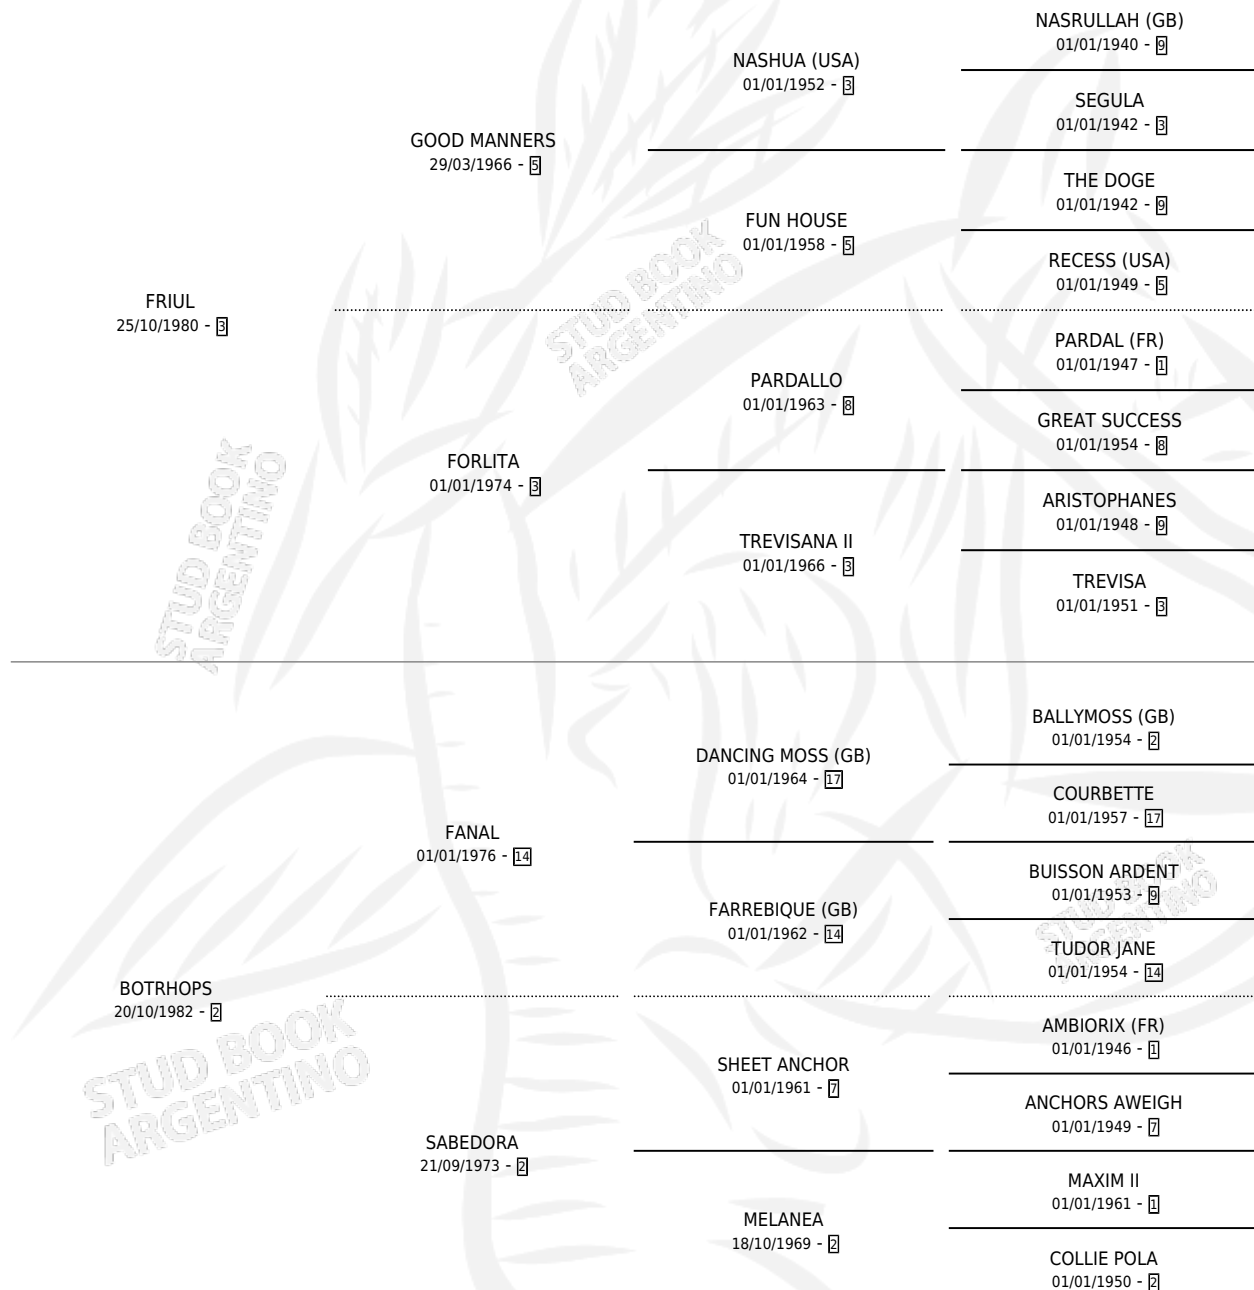 NASRULLAH (GB)
01/01/1940 - 9
NASHUA (USA)
01/01/1952 - 3
SEGULA
01/01/1942 - 3
GOOD MANNERS
29/03/1966 - 5
THE DOGE
01/01/1942 - 9
FUN HOUSE
01/01/1958 - 5
RECESS (USA)
01/01/1949 - 5
FRIUL
25/10/1980 - 3
STUD BOOK
ARGENTINO
PARDAL (FR)
01/01/1947 - 1
PARDALLO
01/01/1963 - 8
GREAT SUCCESS
01/01/1954 - 8
FORLITA
01/01/1974 - 3
ARISTOPHANES
01/01/1948 - 9
TREVISANA II
01/01/1966 - 3
TREVISA
01/01/1951 - 3
STUD BOOK
ARGENTINO
BALLYMOSS (GB)
01/01/1954 - 2
DANCING MOSS (GB)
01/01/1964 - 17
COURBETTE
01/01/1957 - 17
FANAL
01/01/1976 - 14
BUISSON ARDENT
01/01/1953 - 9
FARREBIQUE (GB)
01/01/1962 - 14
STUD BOOK
ARGENTINO
TUDOR JANE
01/01/1954 - 14
BOTRHOPS
20/10/1982 - 2
STUD BOOK
ARGENTINO
AMBIORIX (FR)
01/01/1946 - 1
SHEET ANCHOR
01/01/1961 - 7
ANCHORS AWEIGH
01/01/1949 - 7
SABEDORA
21/09/1973 - 2
MAXIM II
01/01/1961 - 1
MELANEA
18/10/1969 - 2
COLLIE POLA
01/01/1950 - 2